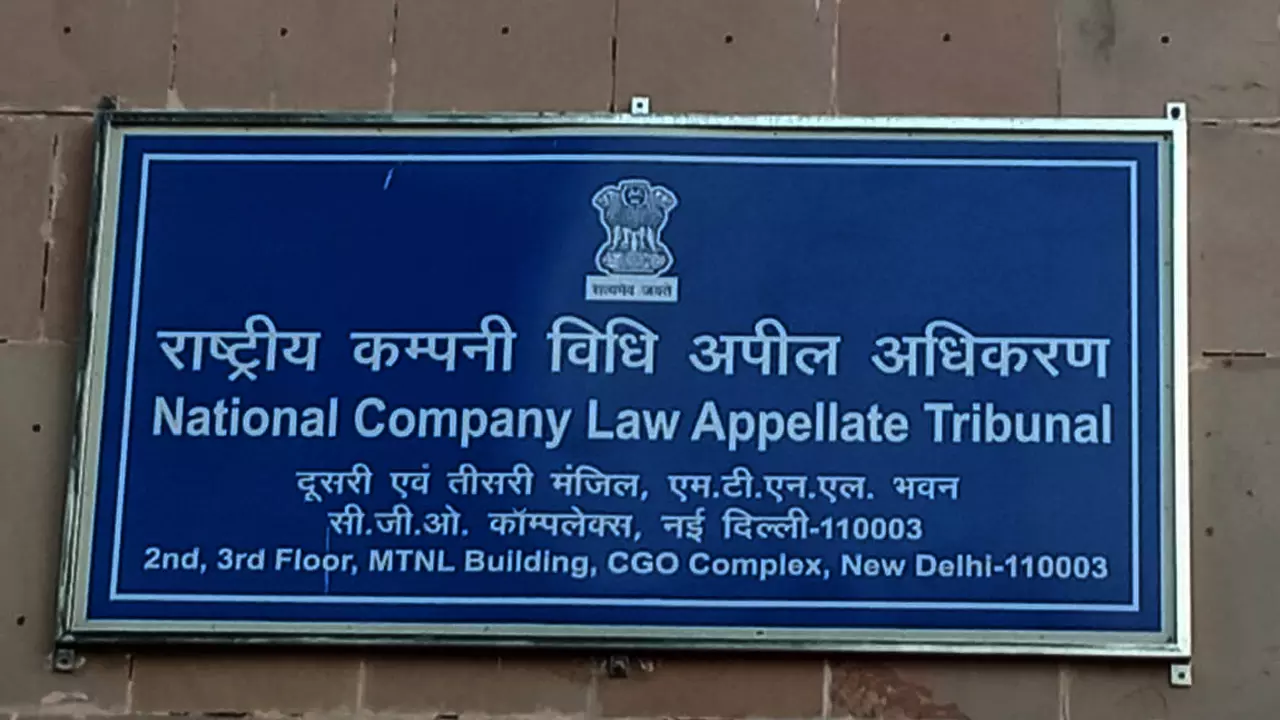 सत्यमेव जयते
राष्ट्रीय कम्पनी विधि अपील अधिकरण
National Company Law Appellate Tribunal
दूसरी एवं तीसरी मंजिल, एम.टी.एन.एल. भवन
सी.जी.ओ. कॉम्पलेक्स, नई दिल्ली-110003
2nd, 3rd Floor, MTNL Building, CGO Complex, New Delhi-110003